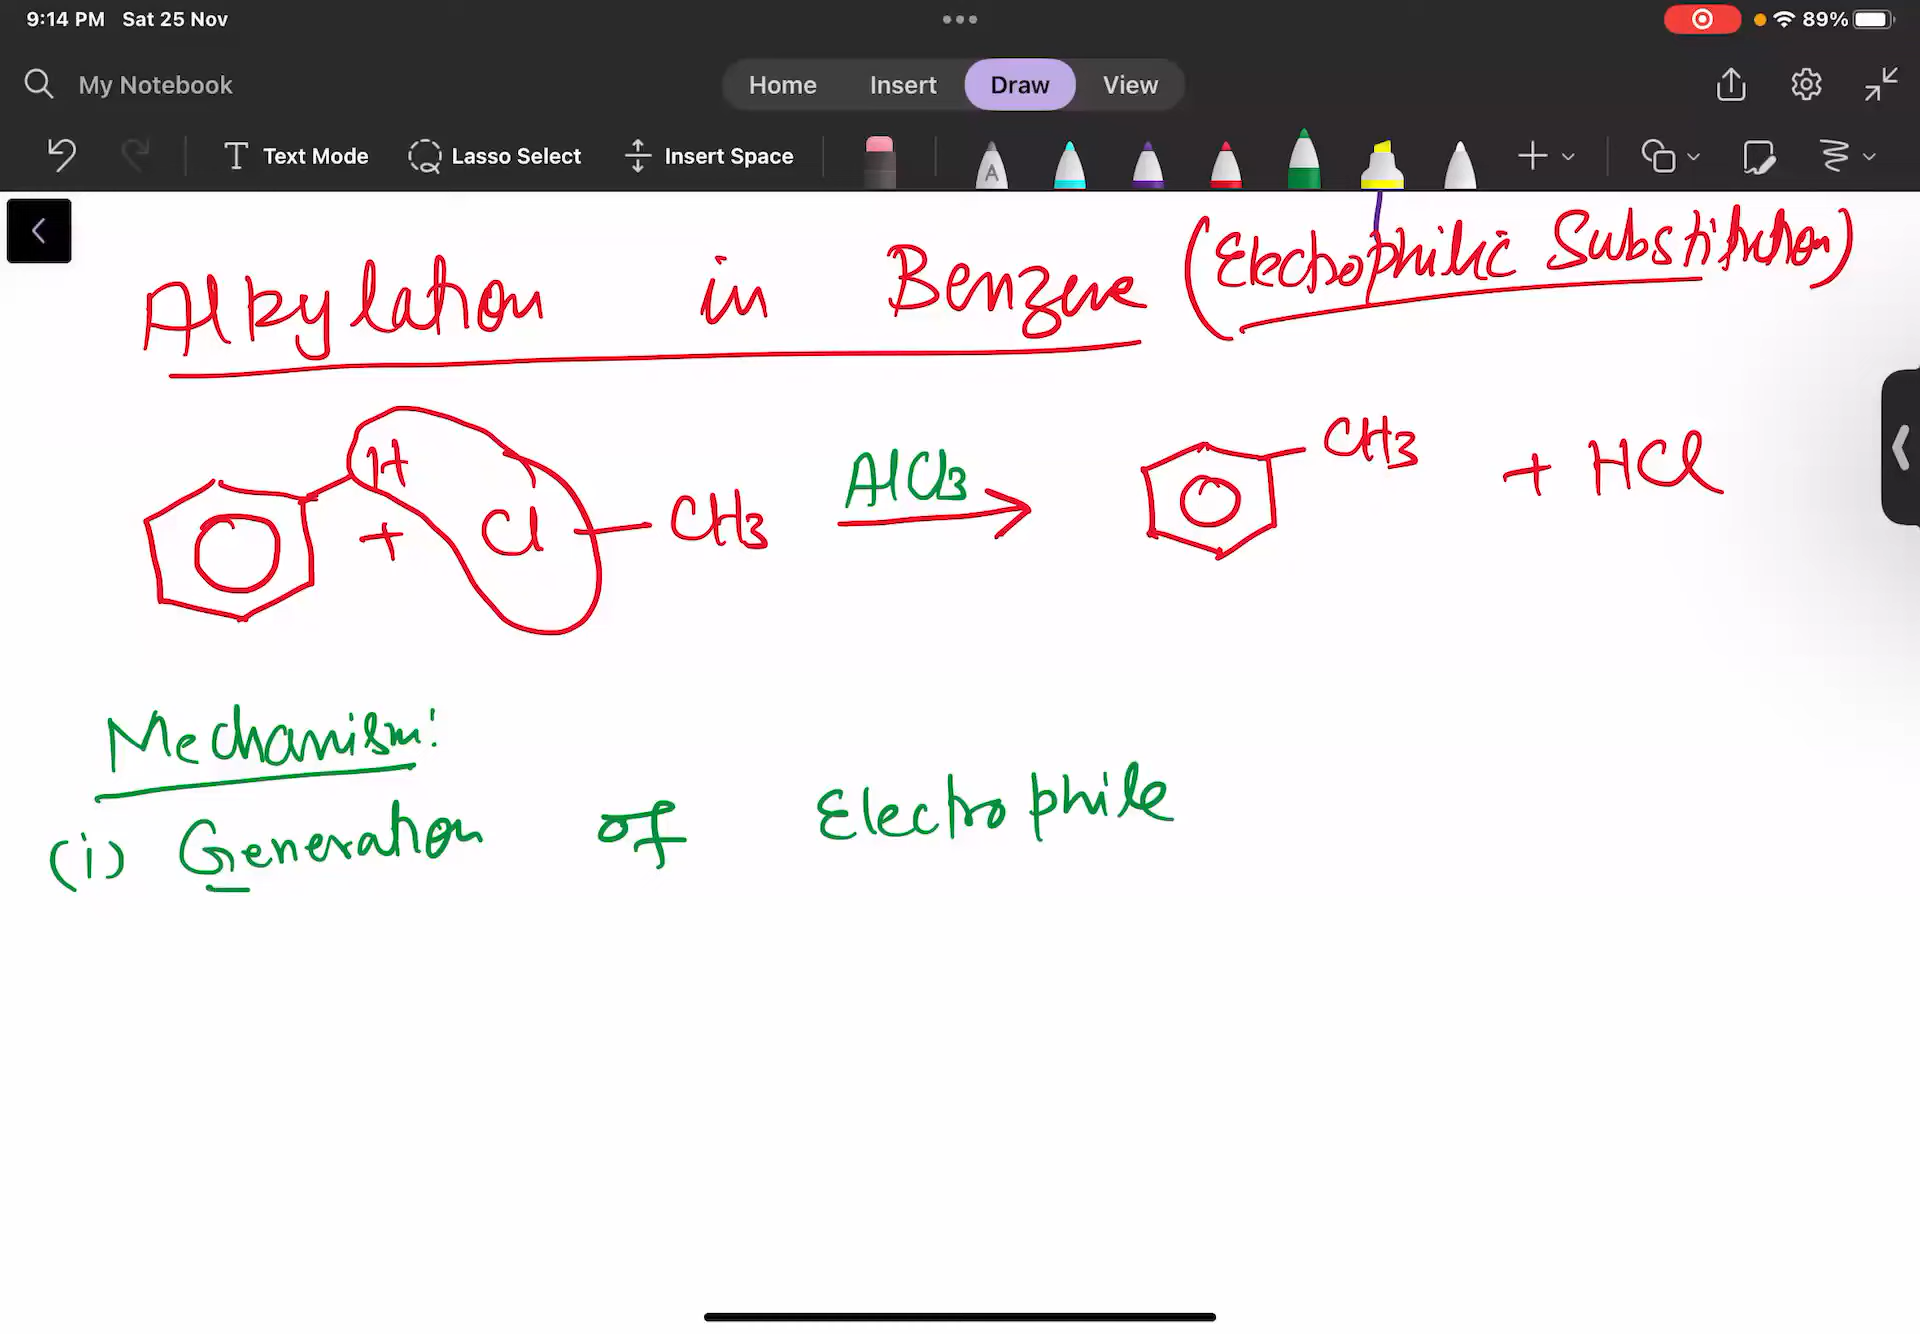 9:14 PM Sat 25 Nov
89%
My Notebook
Home Insert Draw View
Text Mode Lasso Select Insert Space
A
Alkylation in Benzene (Electrophilic Substitution)
H + Cl — CH3 AlCl3 → CH3 + HCl
Mechanism:
(i) Generation of Electrophile